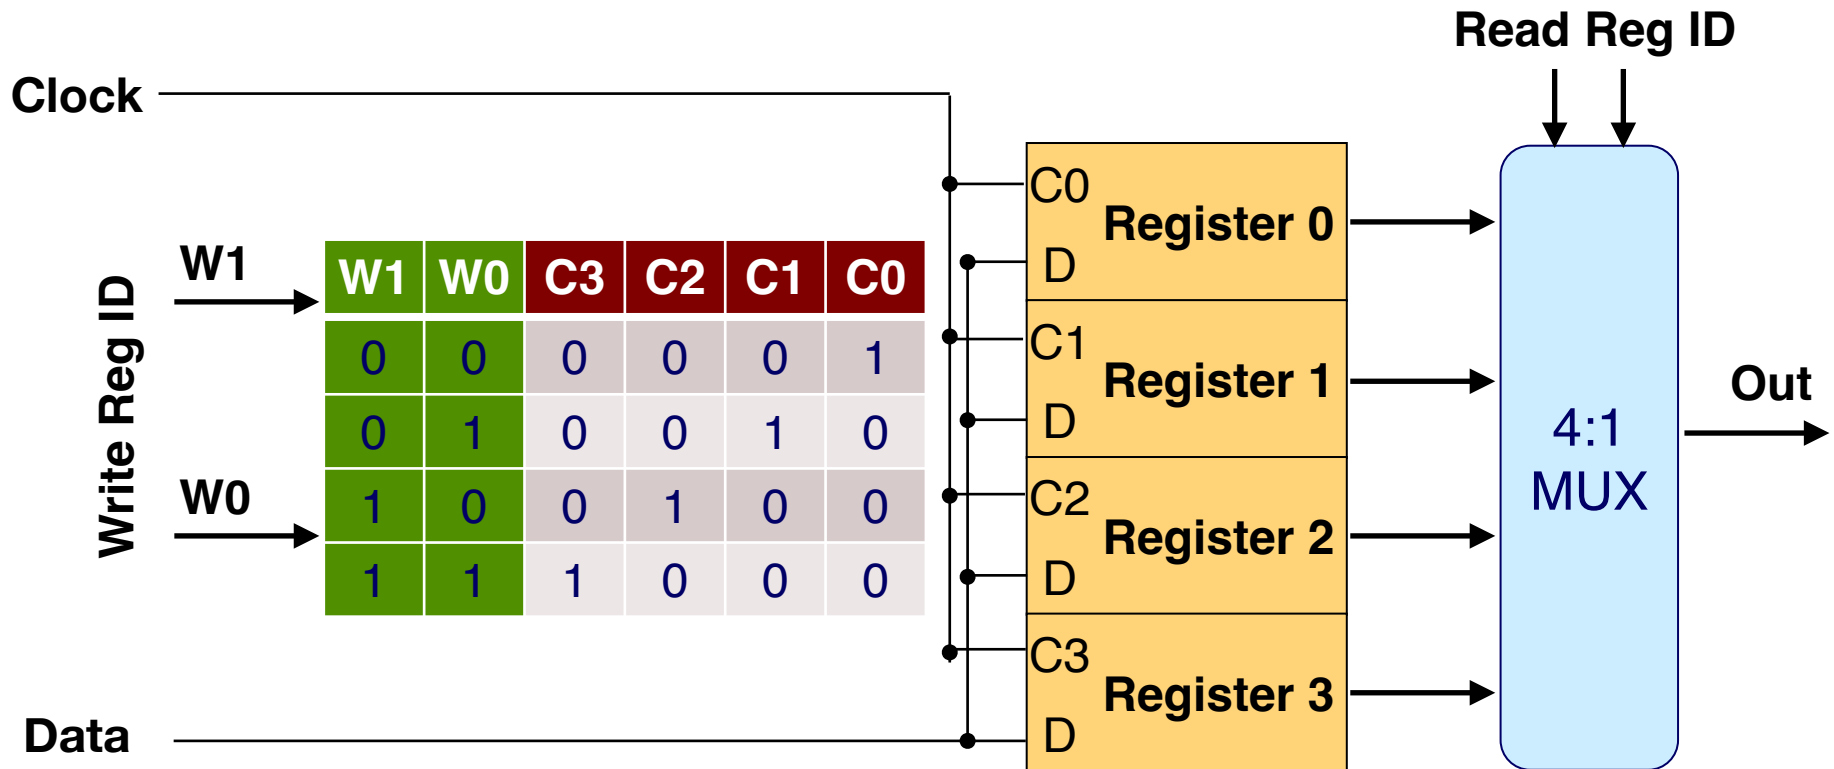 Read Reg ID
Clock
Write Reg ID
W1
W0
W1 W0 C3 C2 C1 C0
0 0 0 0 0 1
0 1 0 0 1 0
1 0 0 1 0 0
1 1 1 0 0 0
Data
C0
Register 0
D
C1
Register 1
D
C2
Register 2
D
C3
Register 3
D
4:1
MUX
Out